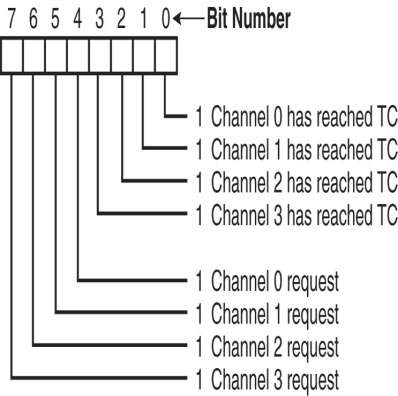 7 6 5 4 3 2 1 0 Bit Number
1 Channel 0 has reached TC
1 Channel 1 has reached TC
1 Channel 2 has reached TC
1 Channel 3 has reached TC
1 Channel 0 request
1 Channel 1 request
1 Channel 2 request
1 Channel 3 request